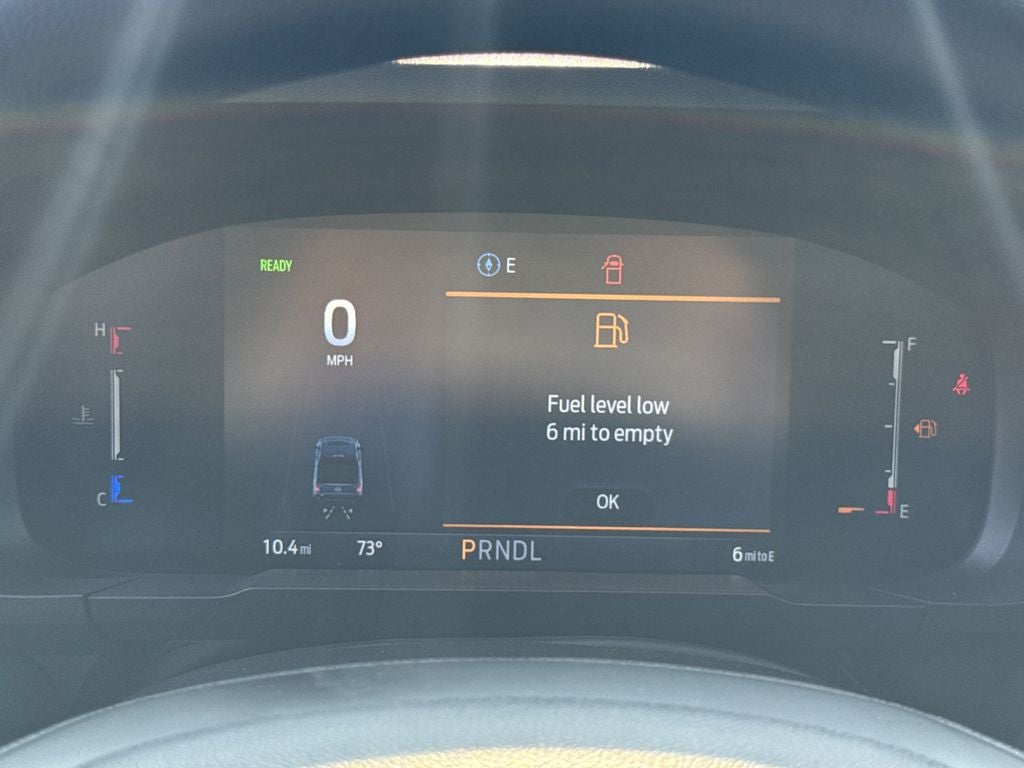 READY
E
0
MPH
H
C
Fuel level low
6 mi to empty
OK
F
E
10.4 mi
73°
PRNDL
6 mi to E